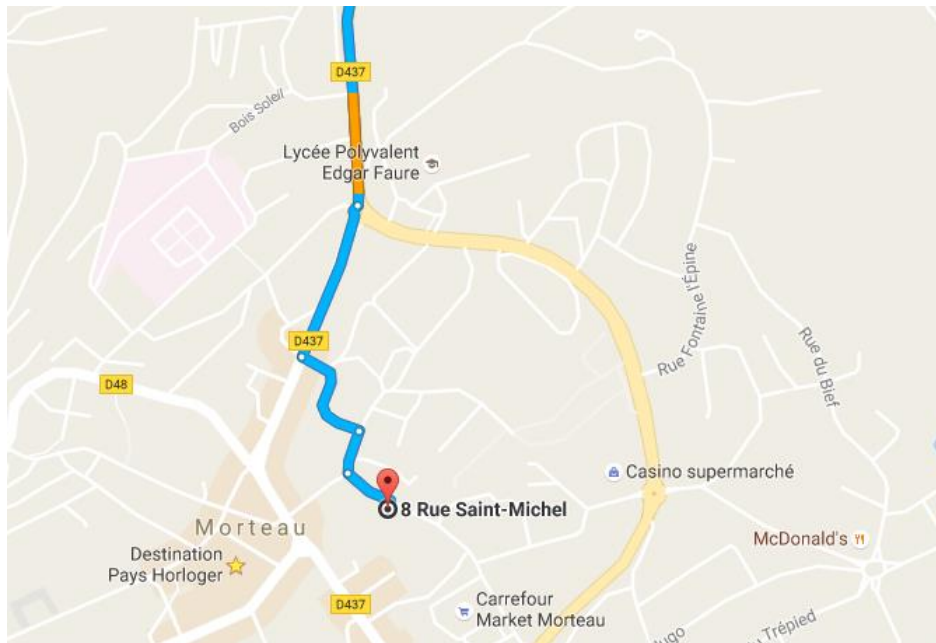 D437
Bois Soleil
Lycée Polyvalent
Edgar Faure
Rue Fontaine l'Épine
D437
Rue du Bief
D48
Casino supermarché
8 Rue Saint-Michel
Morteau
McDonald's
Destination
Pays Horloger
Carrefour
Market Morteau
D437
Hugo
u Trépied